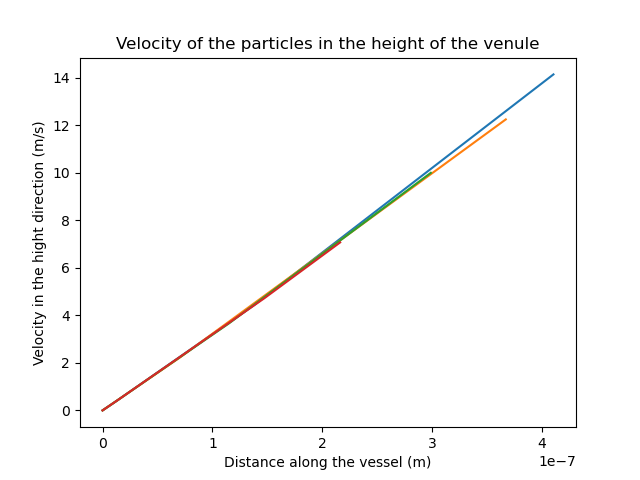 Velocity of the particles in the height of the venule
Velocity in the hight direction (m/s)
14
12
10
8
6
4
2
0
0 1 2 3 4
1e−7
Distance along the vessel (m)